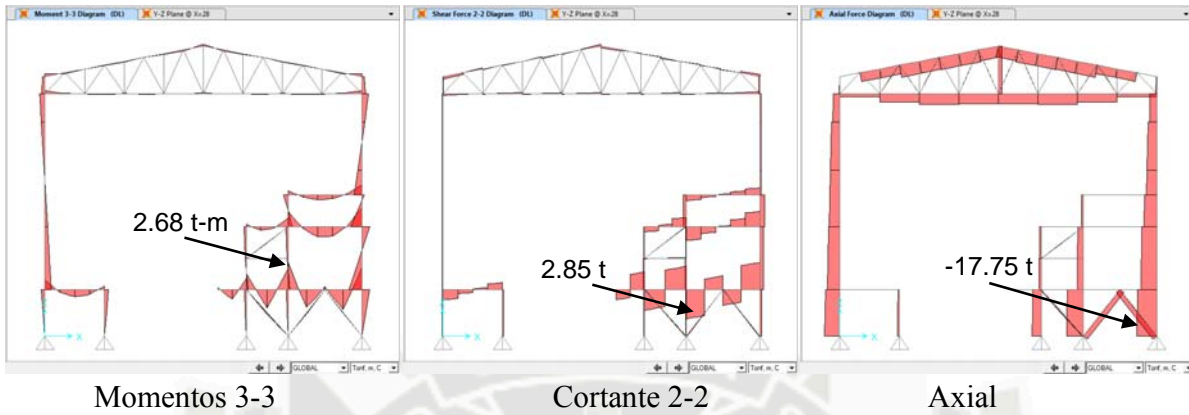 Moment 3-3 Diagram (DL)
Y-Z Plane @ X=28
Shear Force 2-2 Diagram (DL)
Y-Z Plane @ X=28
Axial Force Diagram (DL)
Y-Z Plane @ X=28
2.68 t-m
2.85 t
-17.75 t
X
X
X
GLOBAL
Tonf, m, C
GLOBAL
Tonf, m, C
GLOBAL
Tonf, m, C
Momentos 3-3
Cortante 2-2
Axial